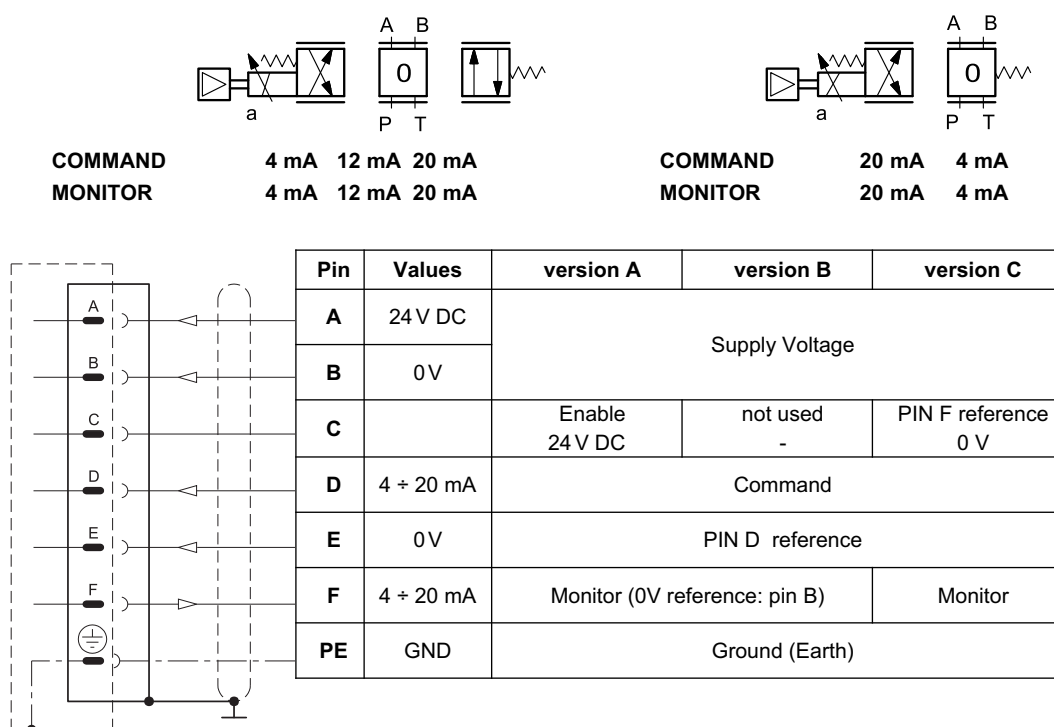 A B A B
0 0
a a
P T P T
COMMAND 4 mA 12 mA 20 mA COMMAND 20 mA 4 mA
MONITOR 4 mA 12 mA 20 mA MONITOR 20 mA 4 mA
Pin Values version A version B version C
A A 24 V DC Supply Voltage
B B 0 V
C C Enable 24 V DC not used - PIN F reference 0 V
D D 4 ÷ 20 mA Command
E E 0 V PIN D reference
F F 4 ÷ 20 mA Monitor (0V reference: pin B) Monitor
PE GND Ground (Earth)